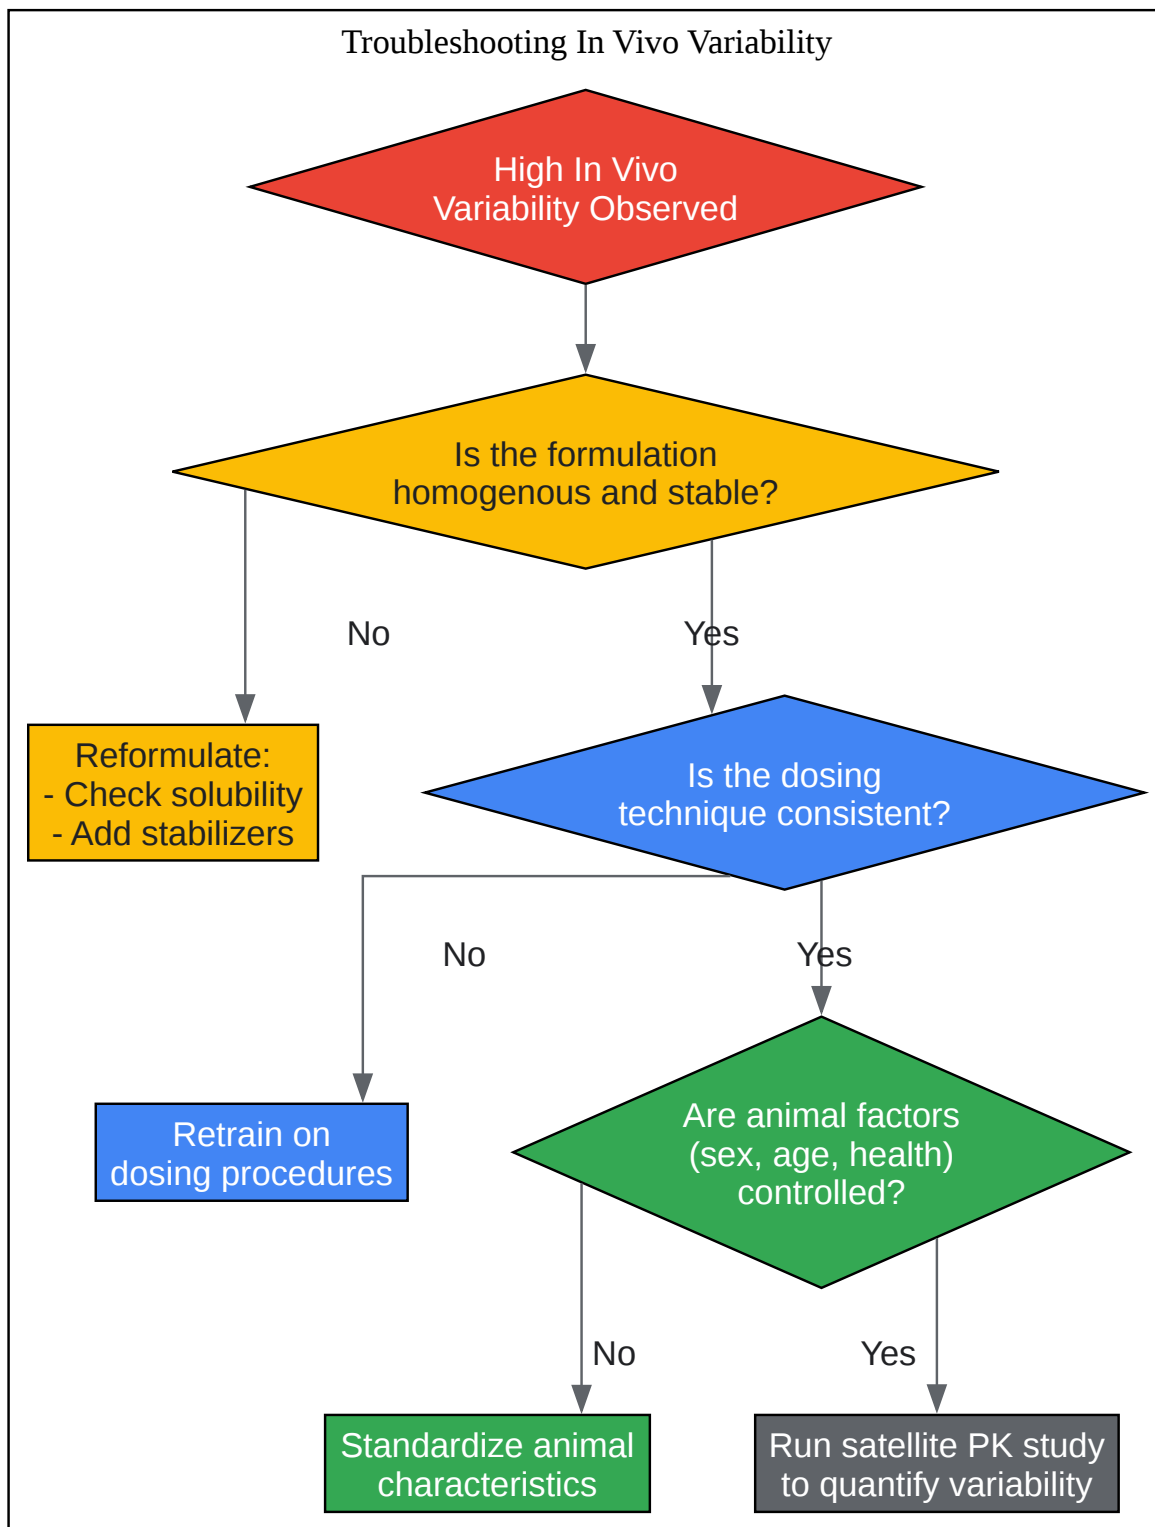 Troubleshooting In Vivo Variability
High In Vivo
Variability Observed
Is the formulation
homogenous and stable?
No
Yes
Reformulate:
- Check solubility
- Add stabilizers
Is the dosing
technique consistent?
No
Yes
Retrain on
dosing procedures
Are animal factors
(sex, age, health)
controlled?
No
Yes
Standardize animal
characteristics
Run satellite PK study
to quantify variability